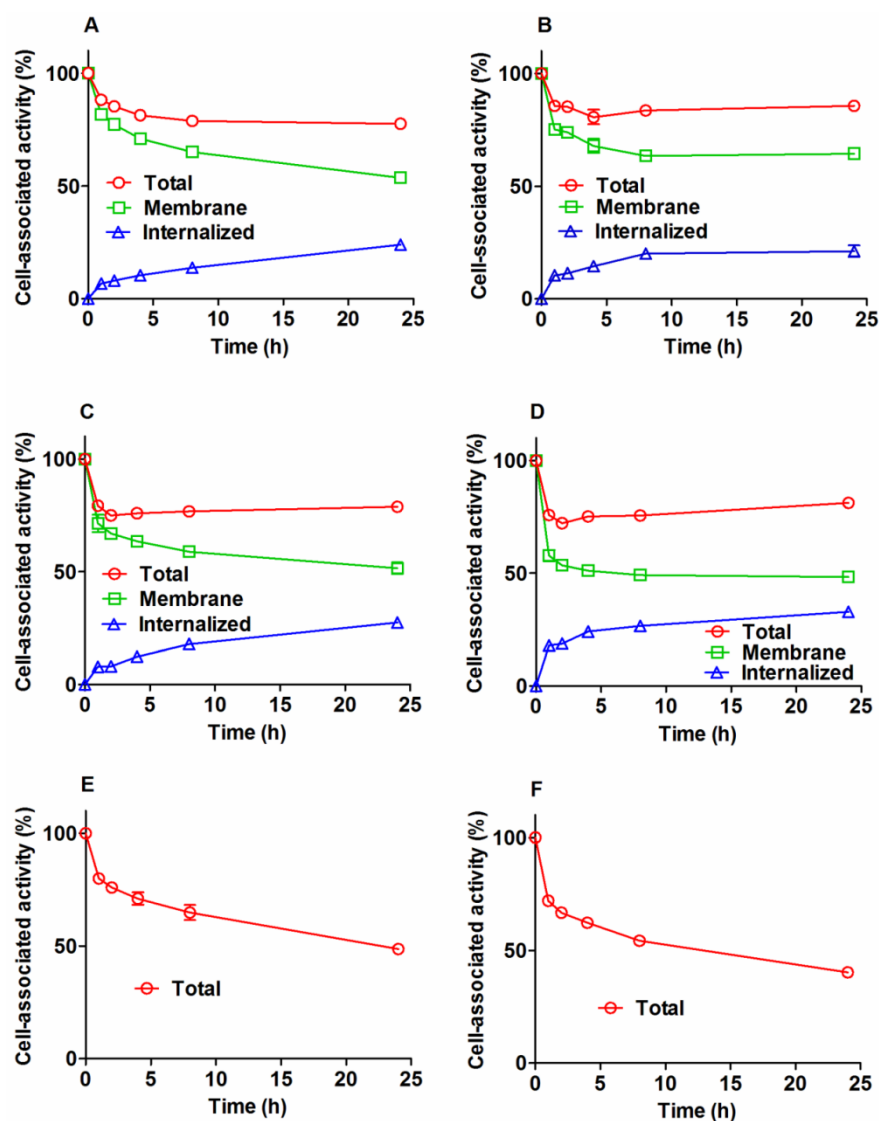 A
Cell-associated activity (%)
100
50
0
Total
Membrane
Internalized
0 5 10 15 20 25
Time (h)
B
Cell-ssociated activity (%)
100
50
0
Total
Membrane
Internalized
0 5 10 15 20 25
Time (h)
C
Cell-associated activity (%)
100
50
0
Total
Membrane
Internalized
0 5 10 15 20 25
Time (h)
D
Cell-associated activity (%)
100
50
0
Total
Membrane
Internalized
0 5 10 15 20 25
Time (h)
E
Cell-associated activity (%)
100
50
0
Total
0 5 10 15 20 25
Time (h)
F
Cell-associated activity (%)
100
50
0
Total
0 5 10 15 20 25
Time (h)